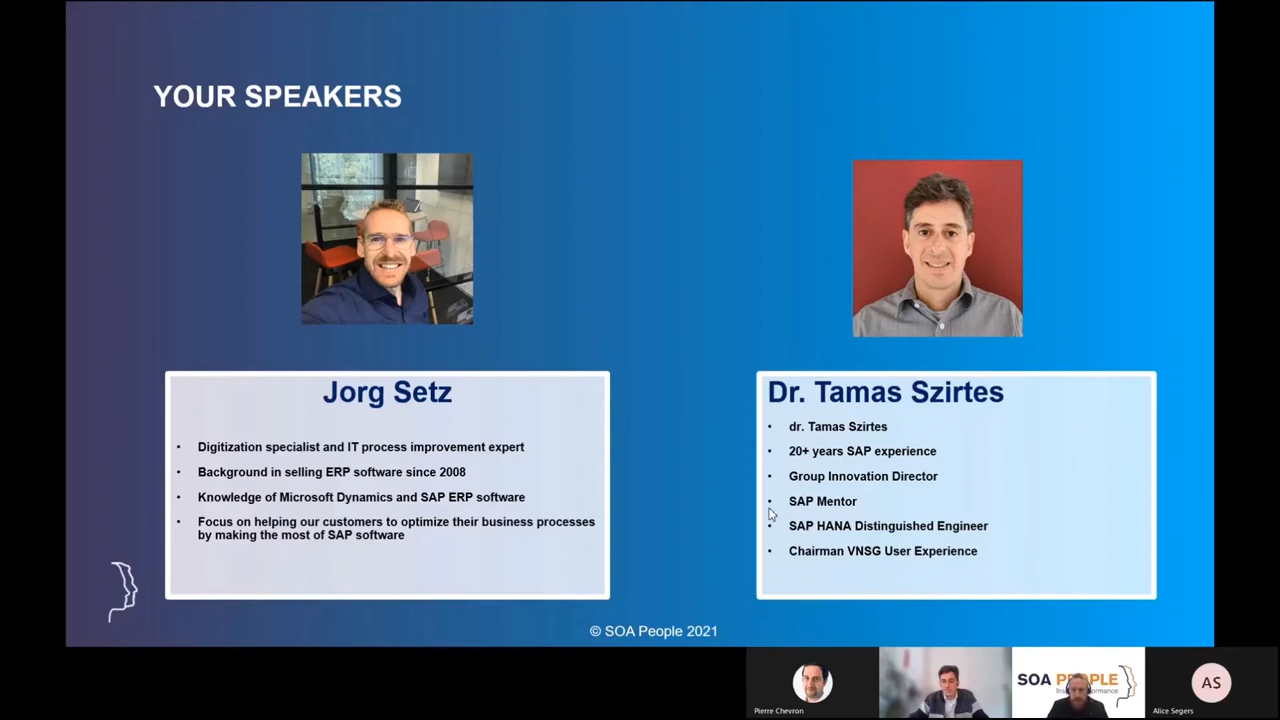 YOUR SPEAKERS
Jorg Setz
• Digitization specialist and IT process improvement expert
• Background in selling ERP software since 2008
• Knowledge of Microsoft Dynamics and SAP ERP software
• Focus on helping our customers to optimize their business processes
by making the most of SAP software
Dr. Tamas Szirtes
• dr. Tamas Szirtes
• 20+ years SAP experience
• Group Innovation Director
• SAP Mentor
• SAP HANA Distinguished Engineer
• Chairman VNSG User Experience
© SOA People 2021
Pierre Chevron
SOA PEOPLE
AS
Alice Segers